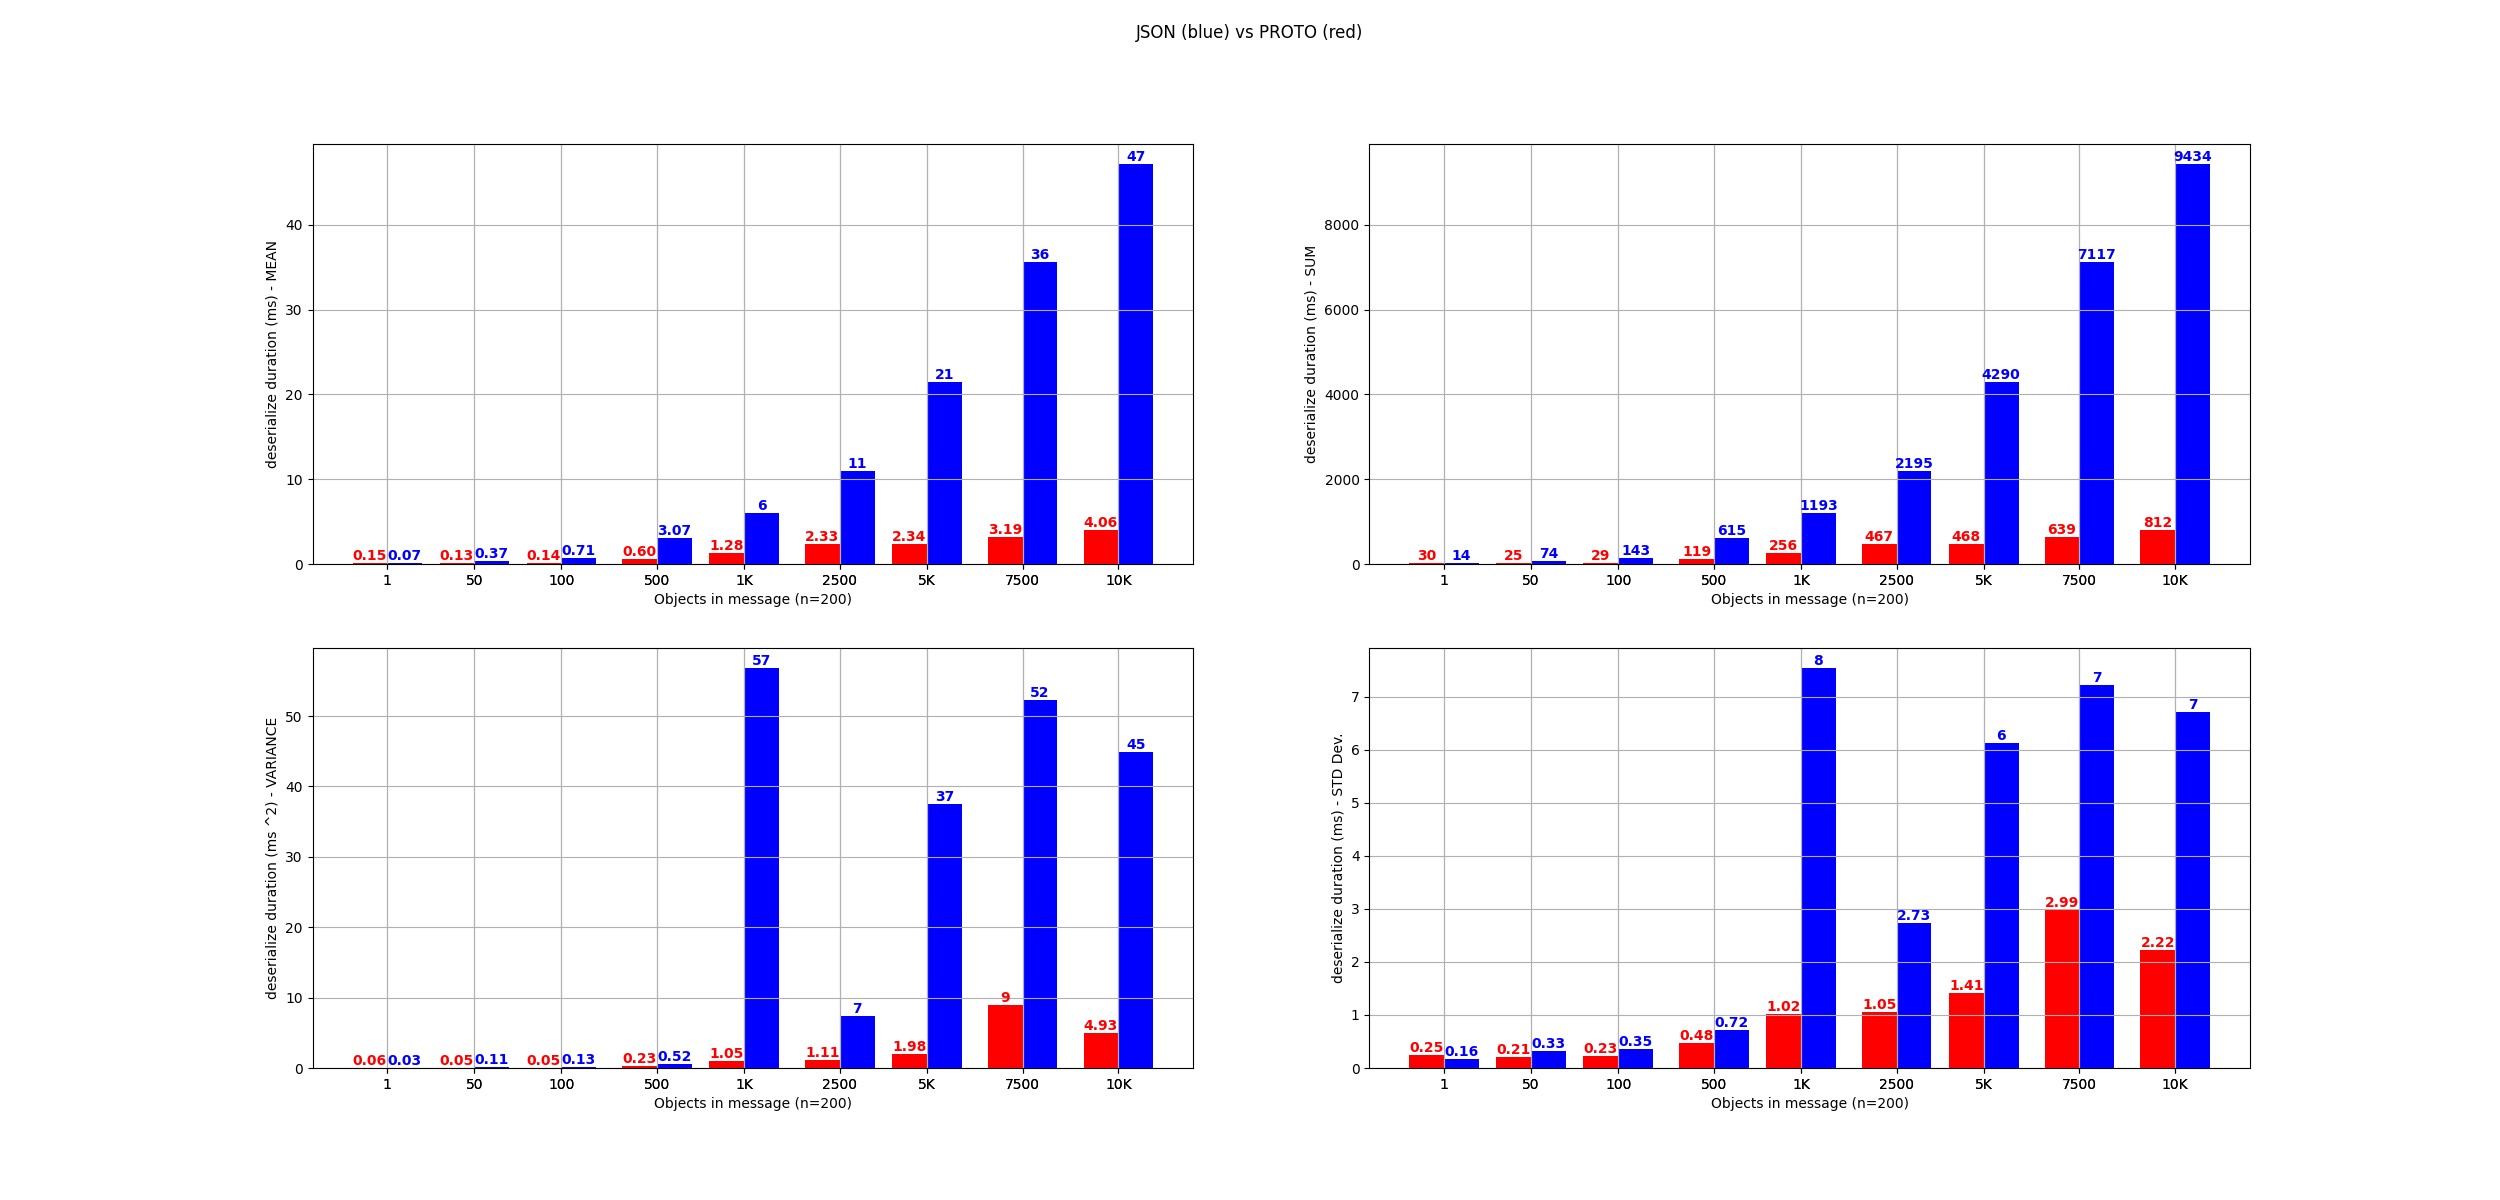 JSON (blue) vs PROTO (red)
deserialize duration (ms) - MEAN
40
30
20
10
0
0.15 0.07 0.13 0.37 0.14 0.71 0.60 3.07 1.28 6 2.33 11 2.34 21 3.19 36 4.06 47
1 50 100 500 1K 2500 5K 7500 10K
Objects in message (n=200)
deserialize duration (ms) - SUM
8000
6000
4000
2000
0
30 14 25 74 29 143 119 615 256 1193 467 2195 468 4290 639 7117 812 9434
1 50 100 500 1K 2500 5K 7500 10K
Objects in message (n=200)
deserialize duration (ms ^2) - VARIANCE
50
40
30
20
10
0
0.06 0.03 0.05 0.11 0.05 0.13 0.23 0.52 1.05 57 1.11 7 1.98 37 9 52 4.93 45
1 50 100 500 1K 2500 5K 7500 10K
Objects in message (n=200)
deserialize duration (ms) - STD Dev.
7
6
5
4
3
2
1
0
0.25 0.16 0.21 0.33 0.23 0.35 0.48 0.72 1.02 8 1.05 2.73 1.41 6 2.99 7 2.22 7
1 50 100 500 1K 2500 5K 7500 10K
Objects in message (n=200)